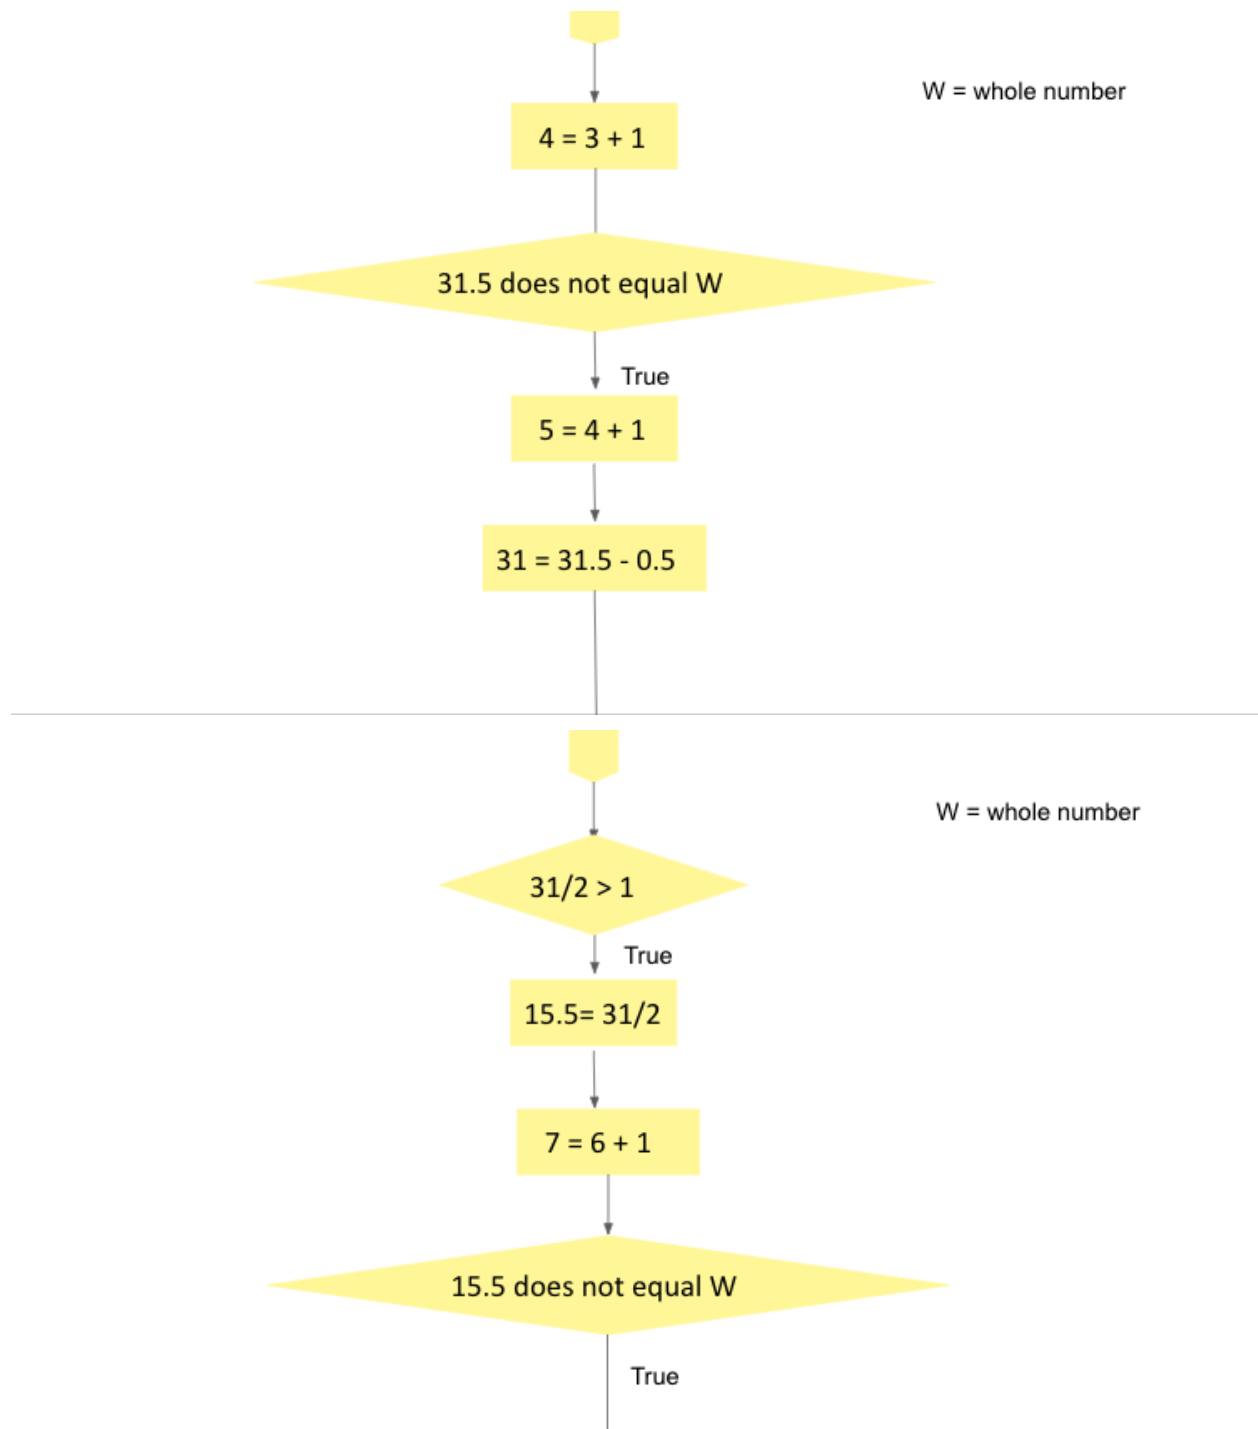 W = whole number
4 = 3 + 1
31.5 does not equal W
True
5 = 4 + 1
31 = 31.5 - 0.5
W = whole number
31/2 > 1
True
15.5= 31/2
7 = 6 + 1
15.5 does not equal W
True